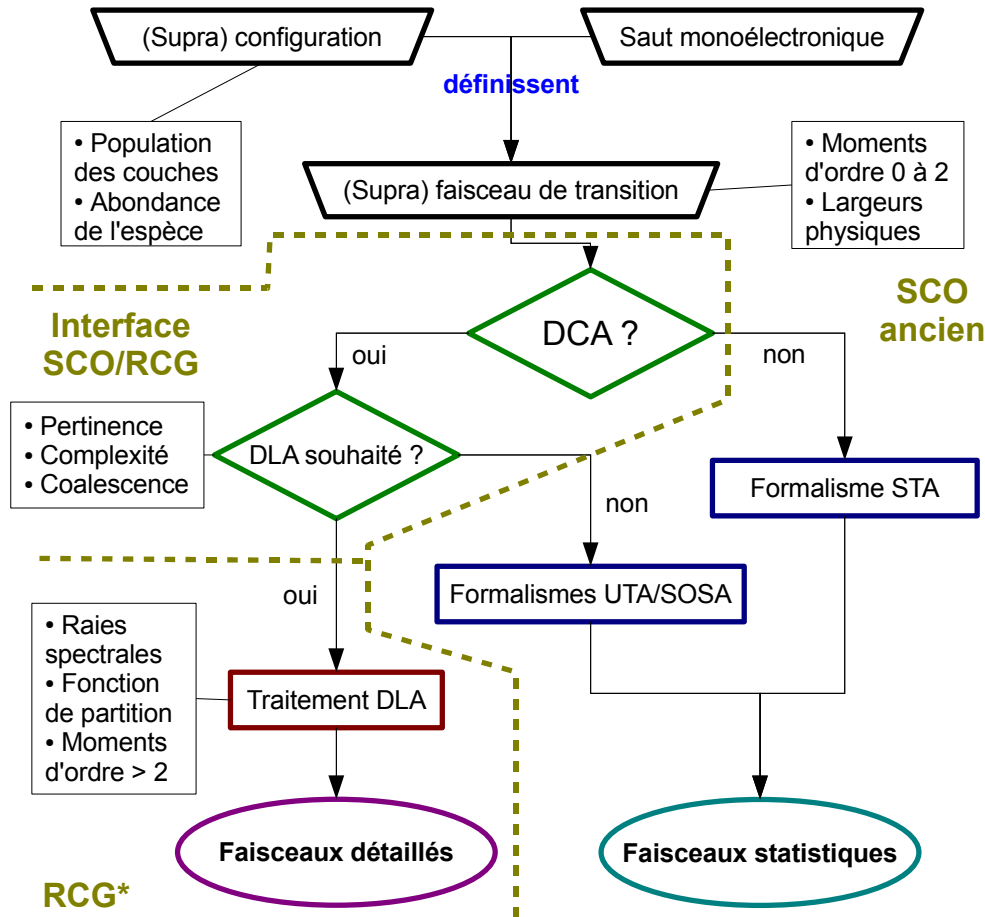 (Supra) configuration
Saut monoélectronique
définissent
• Population
des couches
• Abondance
de l'espèce
(Supra) faisceau de transition
• Moments
d'ordre 0 à 2
• Largeurs
physiques
Interface
SCO/RCG
SCO
ancien
DCA ?
oui
non
• Pertinence
• Complexité
• Coalescence
DLA souhaité ?
Formalisme STA
non
oui
Formalismes UTA/SOSA
• Raies
spectrales
• Fonction
de partition
• Moments
d'ordre > 2
Traitement DLA
Faisceaux détaillés
Faisceaux statistiques
RCG*